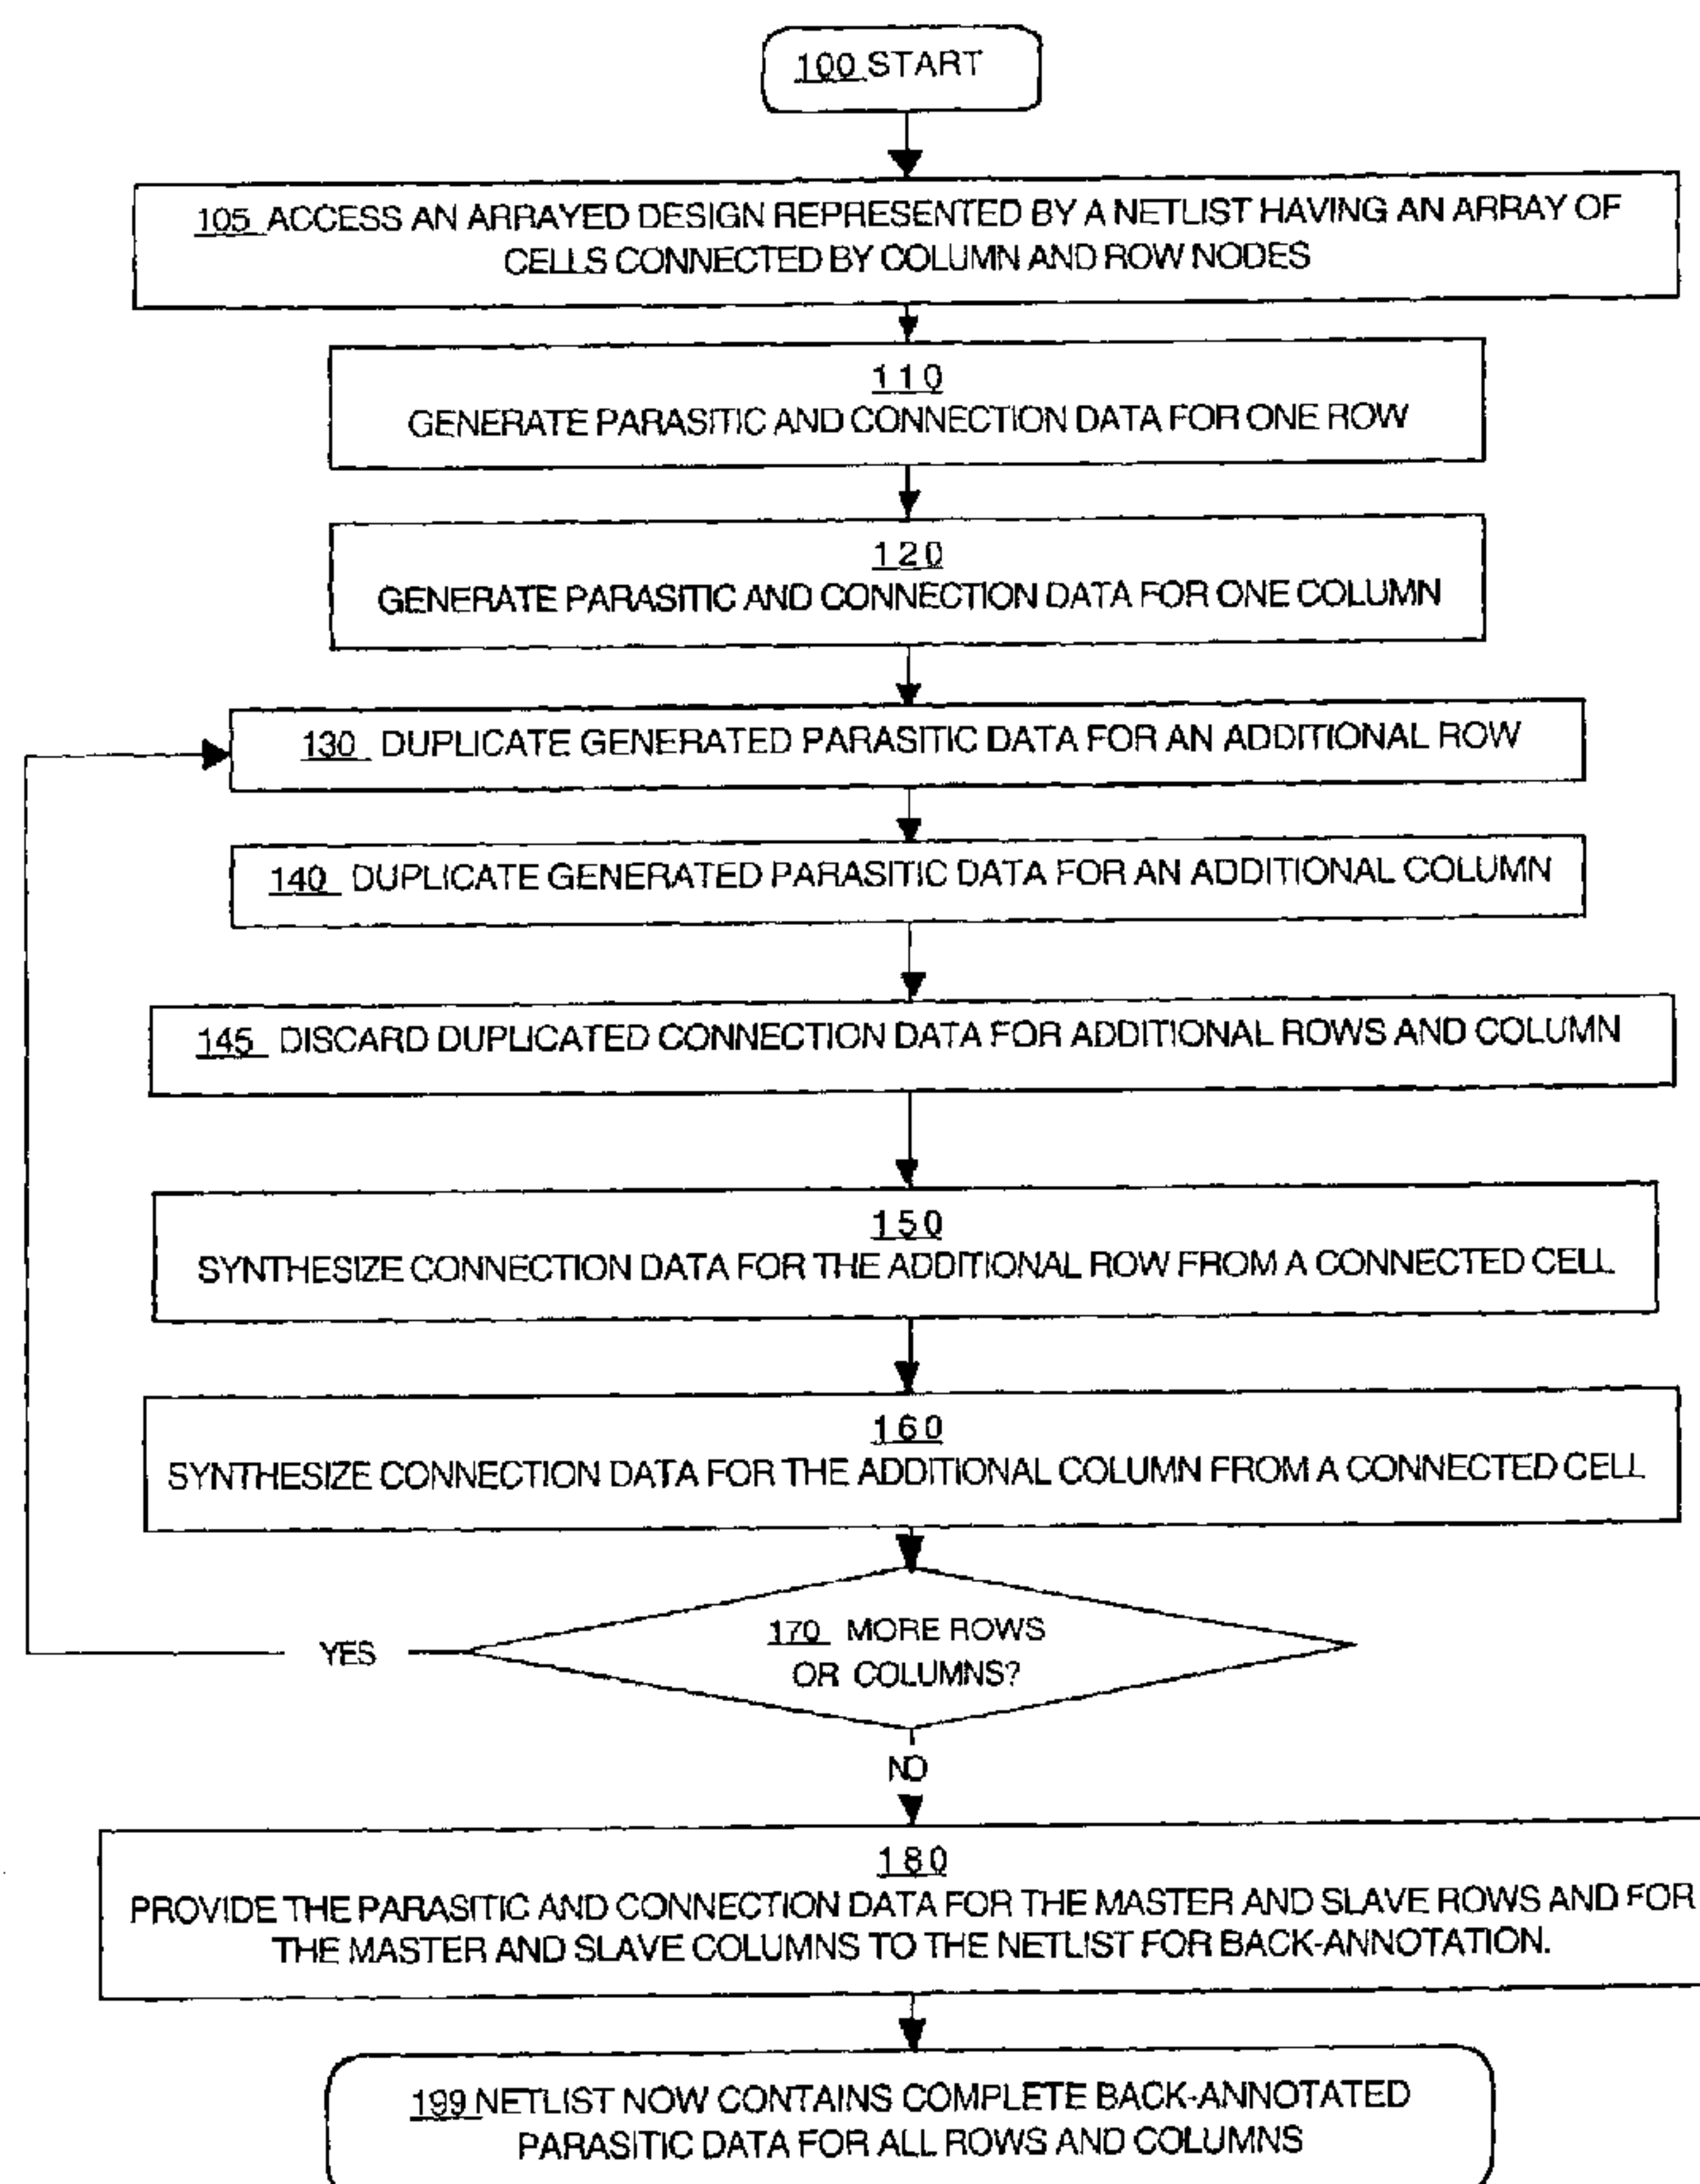 100 START
105 ACCESS AN ARRAYED DESIGN REPRESENTED BY A NETLIST HAVING AN ARRAY OF
CELLS CONNECTED BY COLUMN AND ROW NODES
110
GENERATE PARASITIC AND CONNECTION DATA FOR ONE ROW
120
GENERATE PARASITIC AND CONNECTION DATA FOR ONE COLUMN
130 DUPLICATE GENERATED PARASITIC DATA FOR AN ADDITIONAL ROW
140 DUPLICATE GENERATED PARASITIC DATA FOR AN ADDITIONAL COLUMN
145 DISCARD DUPLICATED CONNECTION DATA FOR ADDITIONAL ROWS AND COLUMN
150
SYNTHESIZE CONNECTION DATA FOR THE ADDITIONAL ROW FROM A CONNECTED CELL
160
SYNTHESIZE CONNECTION DATA FOR THE ADDITIONAL COLUMN FROM A CONNECTED CELL
170 MORE ROWS
OR COLUMNS?
YES
NO
180
PROVIDE THE PARASITIC AND CONNECTION DATA FOR THE MASTER AND SLAVE ROWS AND FOR
THE MASTER AND SLAVE COLUMNS TO THE NETLIST FOR BACK-ANNOTATION.
199 NETLIST NOW CONTAINS COMPLETE BACK-ANNOTATED
PARASITIC DATA FOR ALL ROWS AND COLUMNS